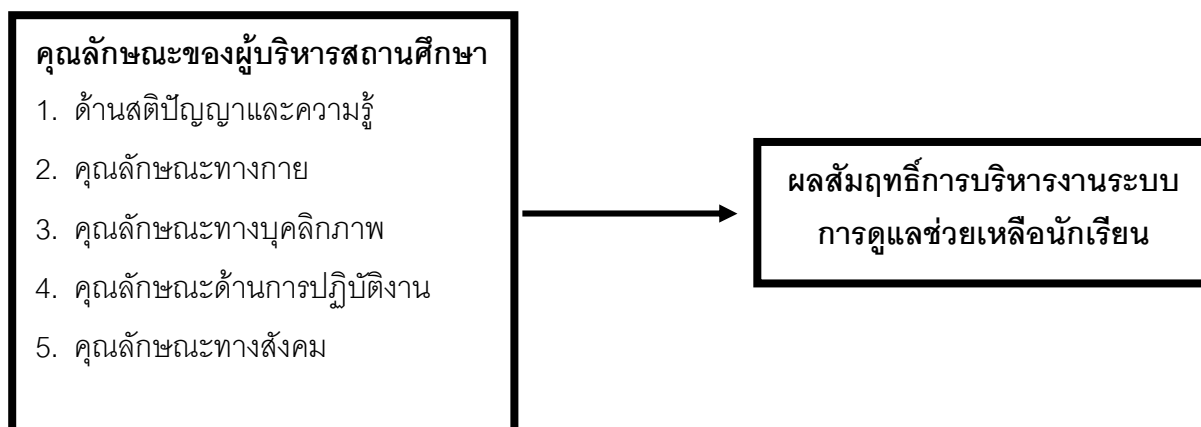 คุณลักษณะของผู้บริหารสถานศึกษา
1. ด้านสติปัญญาและความรู้
2. คุณลักษณะทางกาย
3. คุณลักษณะทางบุคลิกภาพ
4. คุณลักษณะด้านการปฏิบัติงาน
5. คุณลักษณะทางสังคม
ผลสัมฤทธิ์การบริหารงานระบบ
การดูแลช่วยเหลือนักเรียน